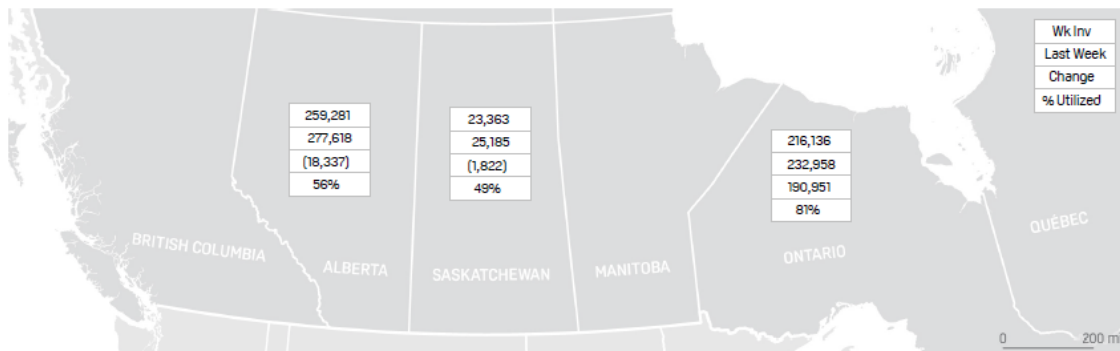 Wk Inv
Last Week
Change
% Utilized
259,281
277,618
(18,337)
56%
23,363
25,185
(1,822)
49%
216,136
232,958
190,951
81%
BRITISH COLUMBIA
ALBERTA
SASKATCHEWAN
MANITOBA
ONTARIO
QUÉBEC
0 200 mi